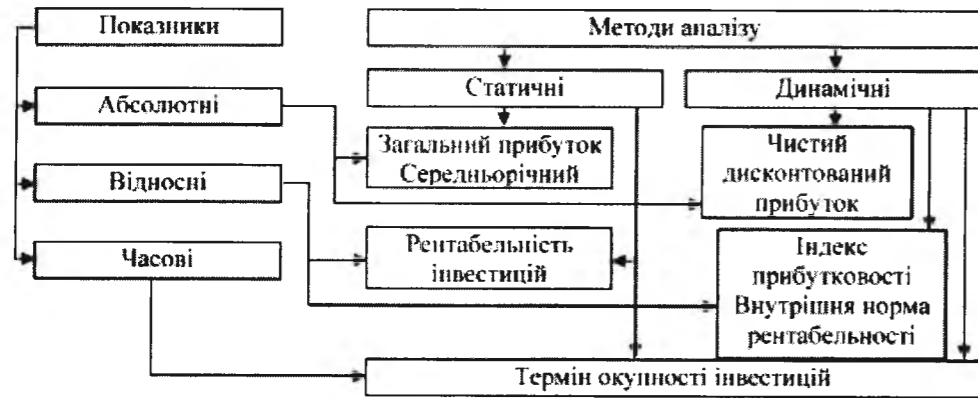 Показники
Методи аналізу
Статичні
Динамічні
Абсолютні
Загальний прибуток
Середньорічний
Чистий
дисконтований
прибуток
Відносні
Рентабельність
інвестицій
Індекс
прибутковості
Внутрішня норма
рентабельності
Часові
Термін окупності інвестицій